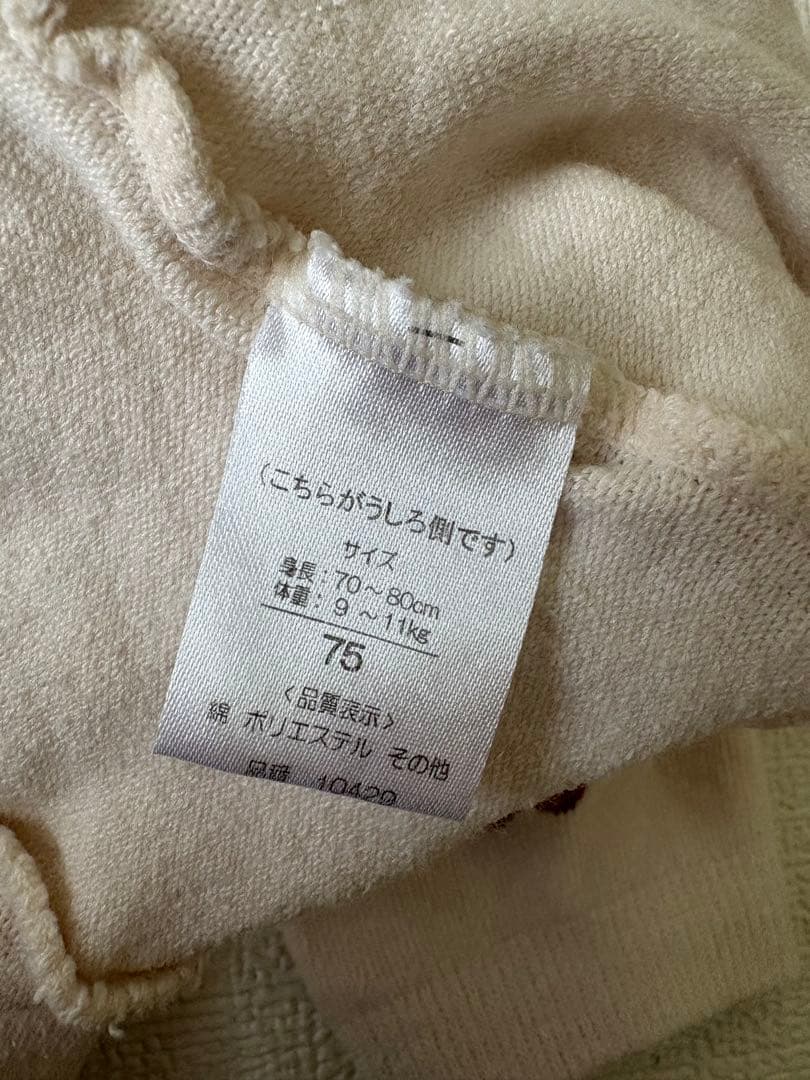 （こちらがうしろ側です）
サイズ
身長：70～80cm
体重：9～11kg
75
〈品質表示〉
綿 ポリエステル その他
品番 10429